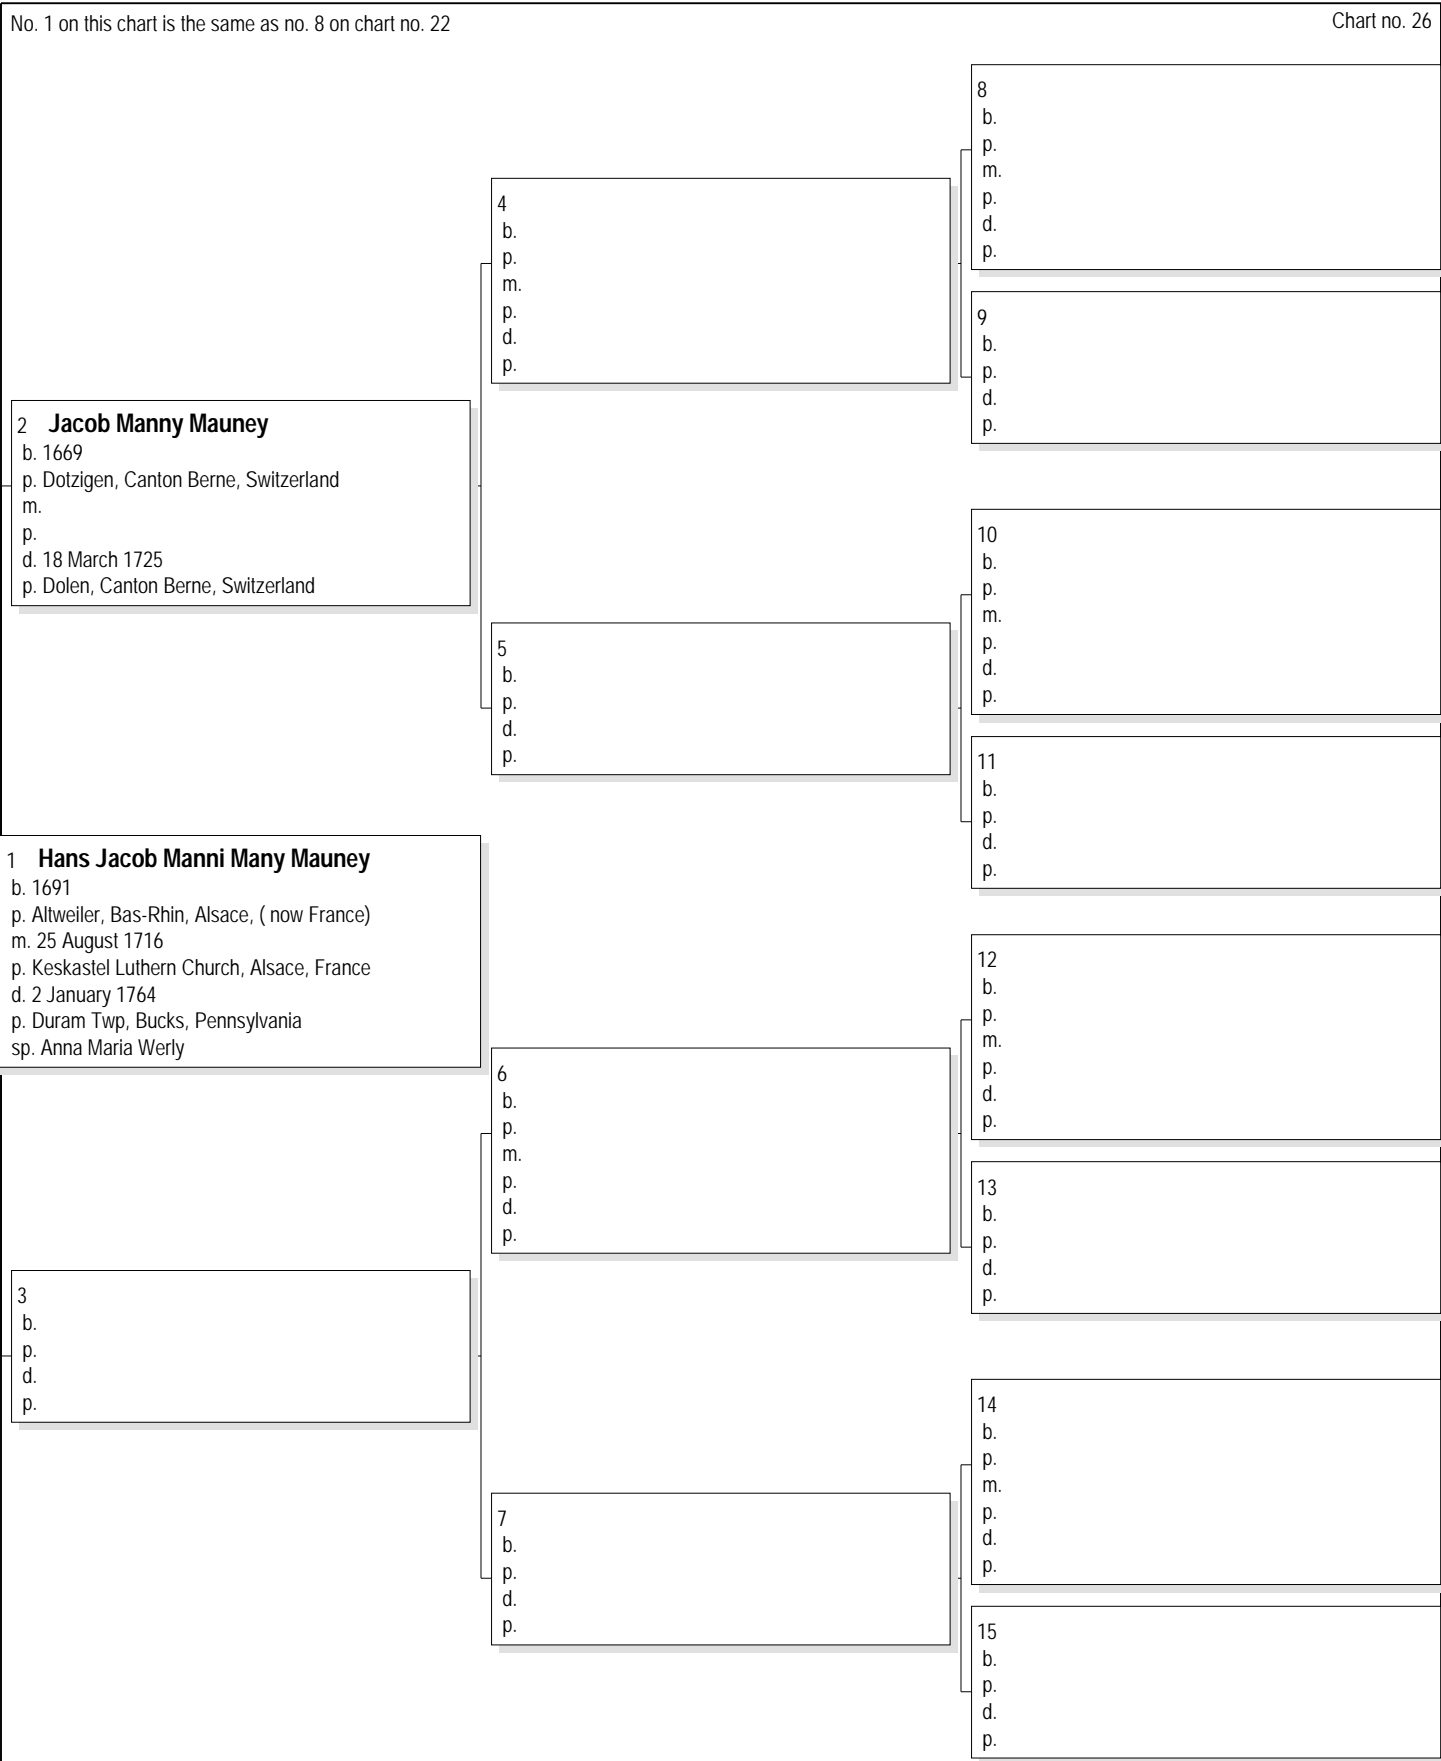 No. 1 on this chart is the same as no. 8 on chart no. 22
Chart no. 26
8
b.
p.
m.
p.
d.
p.
4
b.
p.
m.
p.
d.
p.
9
b.
p.
d.
p.
2 Jacob Manny Mauney
b. 1669
p. Dotzigen, Canton Berne, Switzerland
m.
p.
d. 18 March 1725
p. Dolen, Canton Berne, Switzerland
10
b.
p.
m.
p.
d.
p.
5
b.
p.
d.
p.
11
b.
p.
d.
p.
1 Hans Jacob Manni Many Mauney
b. 1691
p. Altweiler, Bas-Rhin, Alsace, ( now France)
m. 25 August 1716
p. Keskastel Luthern Church, Alsace, France
d. 2 January 1764
p. Duram Twp, Bucks, Pennsylvania
sp. Anna Maria Werly
12
b.
p.
m.
p.
d.
p.
6
b.
p.
m.
p.
d.
p.
13
b.
p.
d.
p.
3
b.
p.
d.
p.
14
b.
p.
m.
p.
d.
p.
7
b.
p.
d.
p.
15
b.
p.
d.
p.